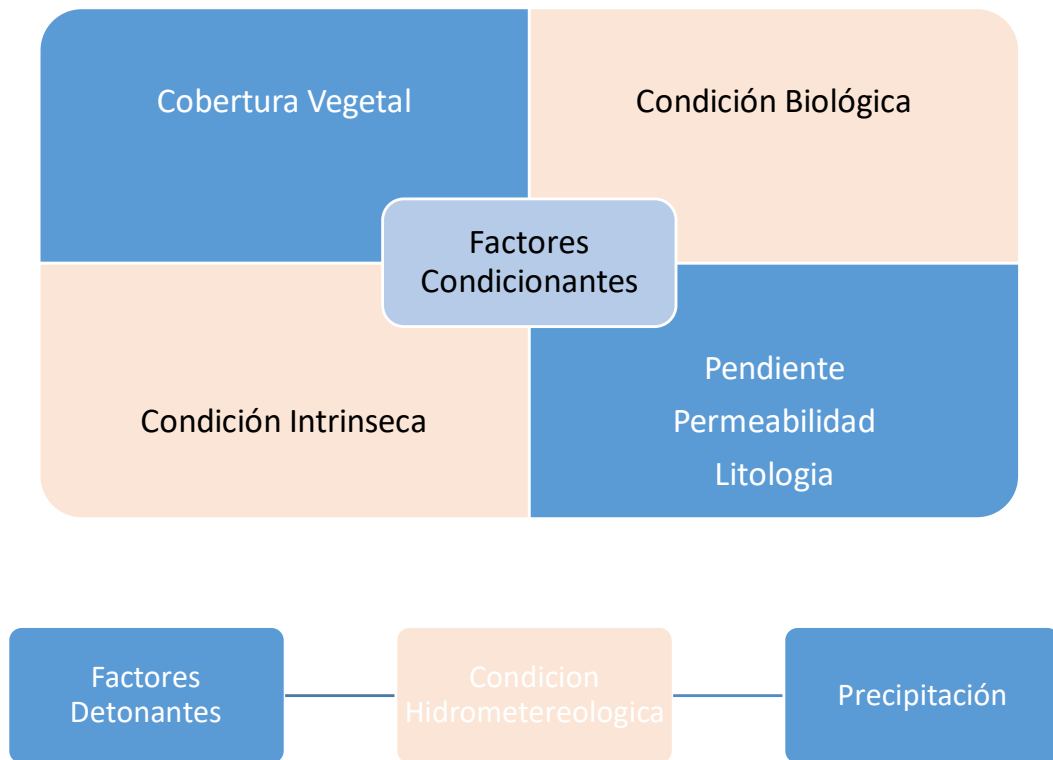 Cobertura Vegetal
Condición Biológica
Factores
Condicionantes
Condición Intrinseca
Pendiente
Permeabilidad
Litologia
Factores
Detonantes
Condicion
Hidrometereologica
Precipitación